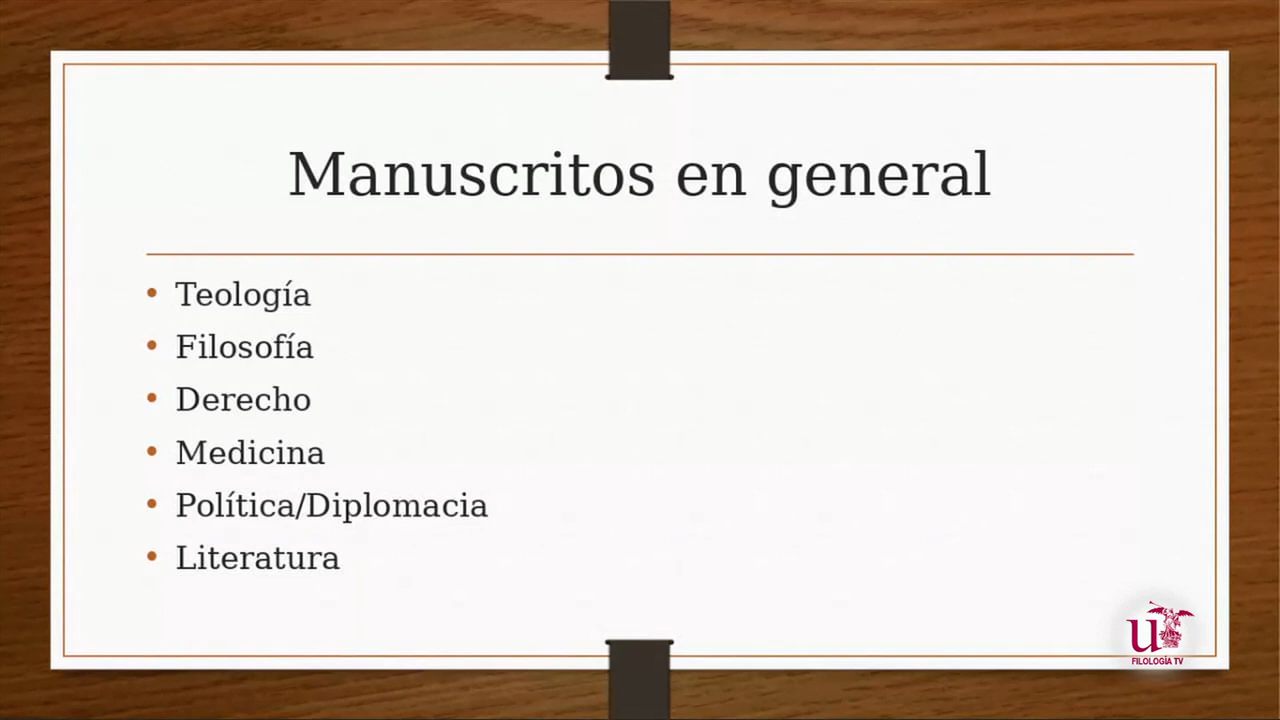 Manuscritos en general
• Teología
• Filosofía
• Derecho
• Medicina
• Política/Diplomacia
• Literatura
u
FILOLOGÍA TV